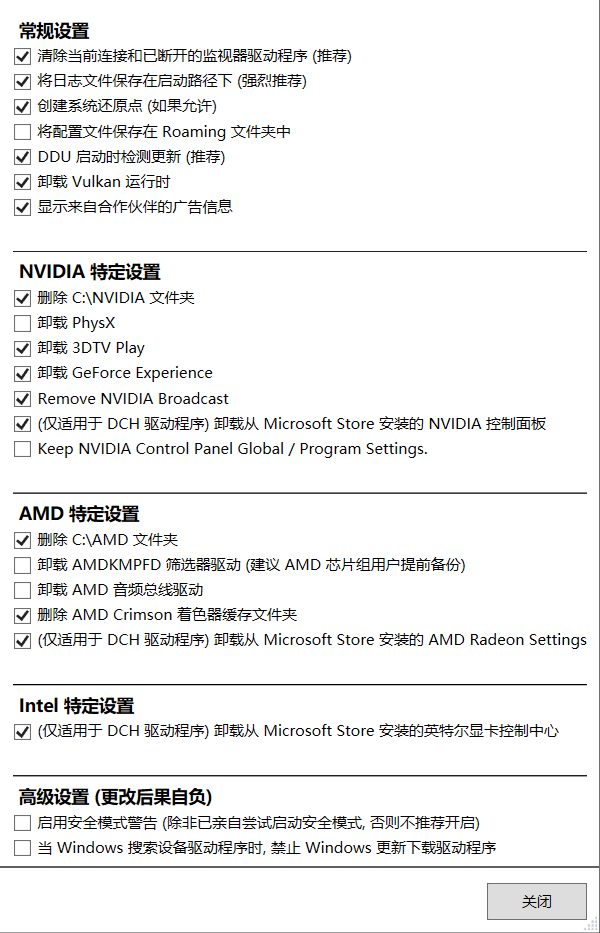 常规设置
清除当前连接和已断开的监视器驱动程序 (推荐)
将日志文件保存在启动路径下 (强烈推荐)
创建系统还原点 (如果允许)
将配置文件保存在 Roaming 文件夹中
DDU 启动时检测更新 (推荐)
卸载 Vulkan 运行时
显示来自合作伙伴的广告信息
NVIDIA 特定设置
删除 C:\NVIDIA 文件夹
卸载 PhysX
卸载 3DTV Play
卸载 GeForce Experience
Remove NVIDIA Broadcast
(仅适用于 DCH 驱动程序) 卸载从 Microsoft Store 安装的 NVIDIA 控制面板
Keep NVIDIA Control Panel Global / Program Settings.
AMD 特定设置
删除 C:\AMD 文件夹
卸载 AMDKMPFD 筛选器驱动 (建议 AMD 芯片组用户提前备份)
卸载 AMD 音频总线驱动
删除 AMD Crimson 着色器缓存文件夹
(仅适用于 DCH 驱动程序) 卸载从 Microsoft Store 安装的 AMD Radeon Settings
Intel 特定设置
(仅适用于 DCH 驱动程序) 卸载从 Microsoft Store 安装的英特尔显卡控制中心
高级设置 (更改后果自负)
启用安全模式警告 (除非已亲自尝试启动安全模式, 否则不推荐开启)
当 Windows 搜索设备驱动程序时, 禁止 Windows 更新下载驱动程序
关闭